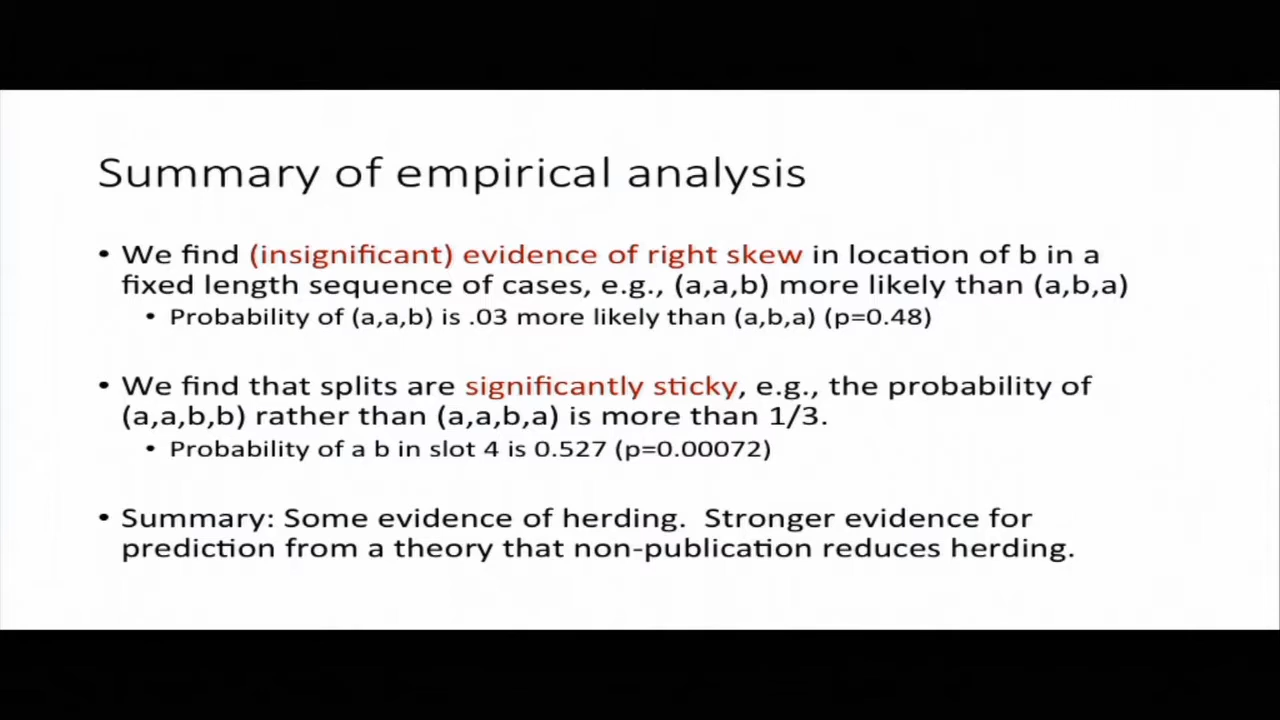 Summary of empirical analysis
• We find (insignificant) evidence of right skew in location of b in a
fixed length sequence of cases, e.g., (a,a,b) more likely than (a,b,a)
• Probability of (a,a,b) is .03 more likely than (a,b,a) (p=0.48)
• We find that splits are significantly sticky, e.g., the probability of
(a,a,b,b) rather than (a,a,b,a) is more than 1/3.
• Probability of a b in slot 4 is 0.527 (p=0.00072)
• Summary: Some evidence of herding.  Stronger evidence for
prediction from a theory that non-publication reduces herding.